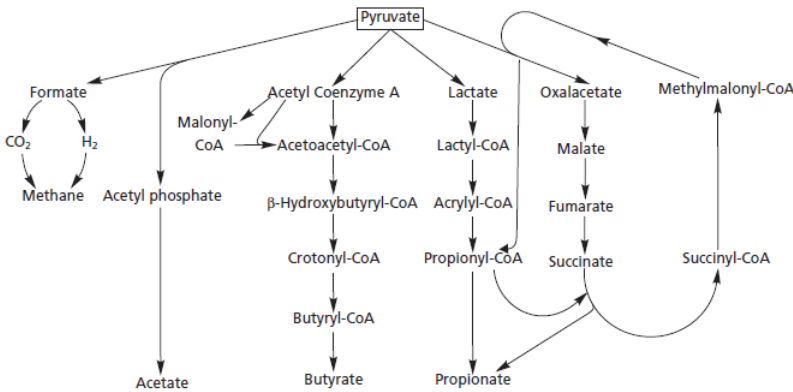 Pyruvate
Formate
Acetyl Coenzyme A
Lactate
Oxalacetate
Methylmalonyl-CoA
Malonyl-
CoA
CO₂
H₂
Acetoacetyl-CoA
Lactyl-CoA
Malate
Methane
Acetyl phosphate
β-Hydroxybutyryl-CoA
Acrylyl-CoA
Fumarate
Crotonyl-CoA
Propionyl-CoA
Succinate
Succinyl-CoA
Butyryl-CoA
Acetate
Butyrate
Propionate